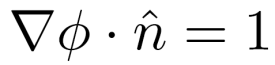 ∇ϕ · n̂ = 1